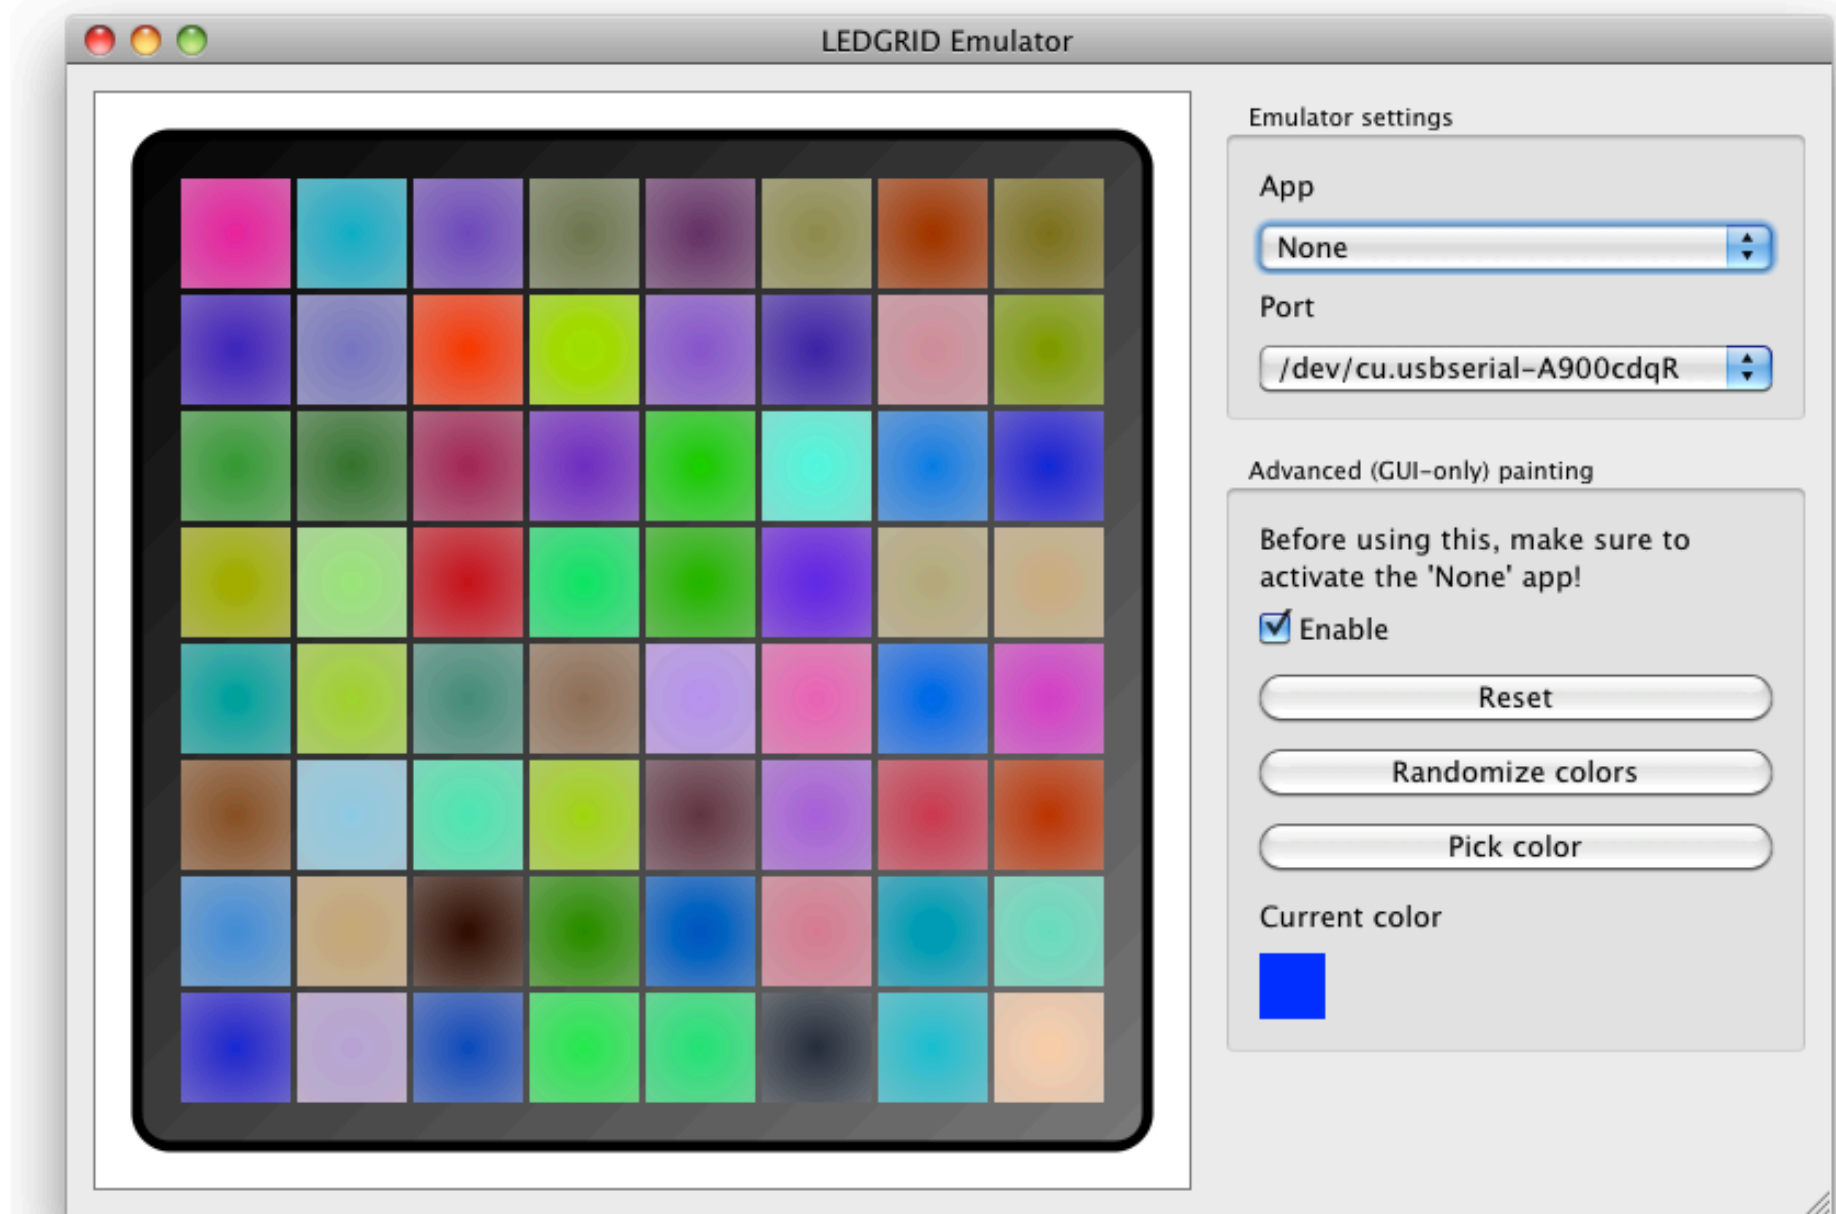 LEDGRID Emulator
Emulator settings
App
None
Port
/dev/cu.usbserial-A900cdqR
Advanced (GUI-only) painting
Before using this, make sure to
activate the 'None' app!
Enable
Reset
Randomize colors
Pick color
Current color